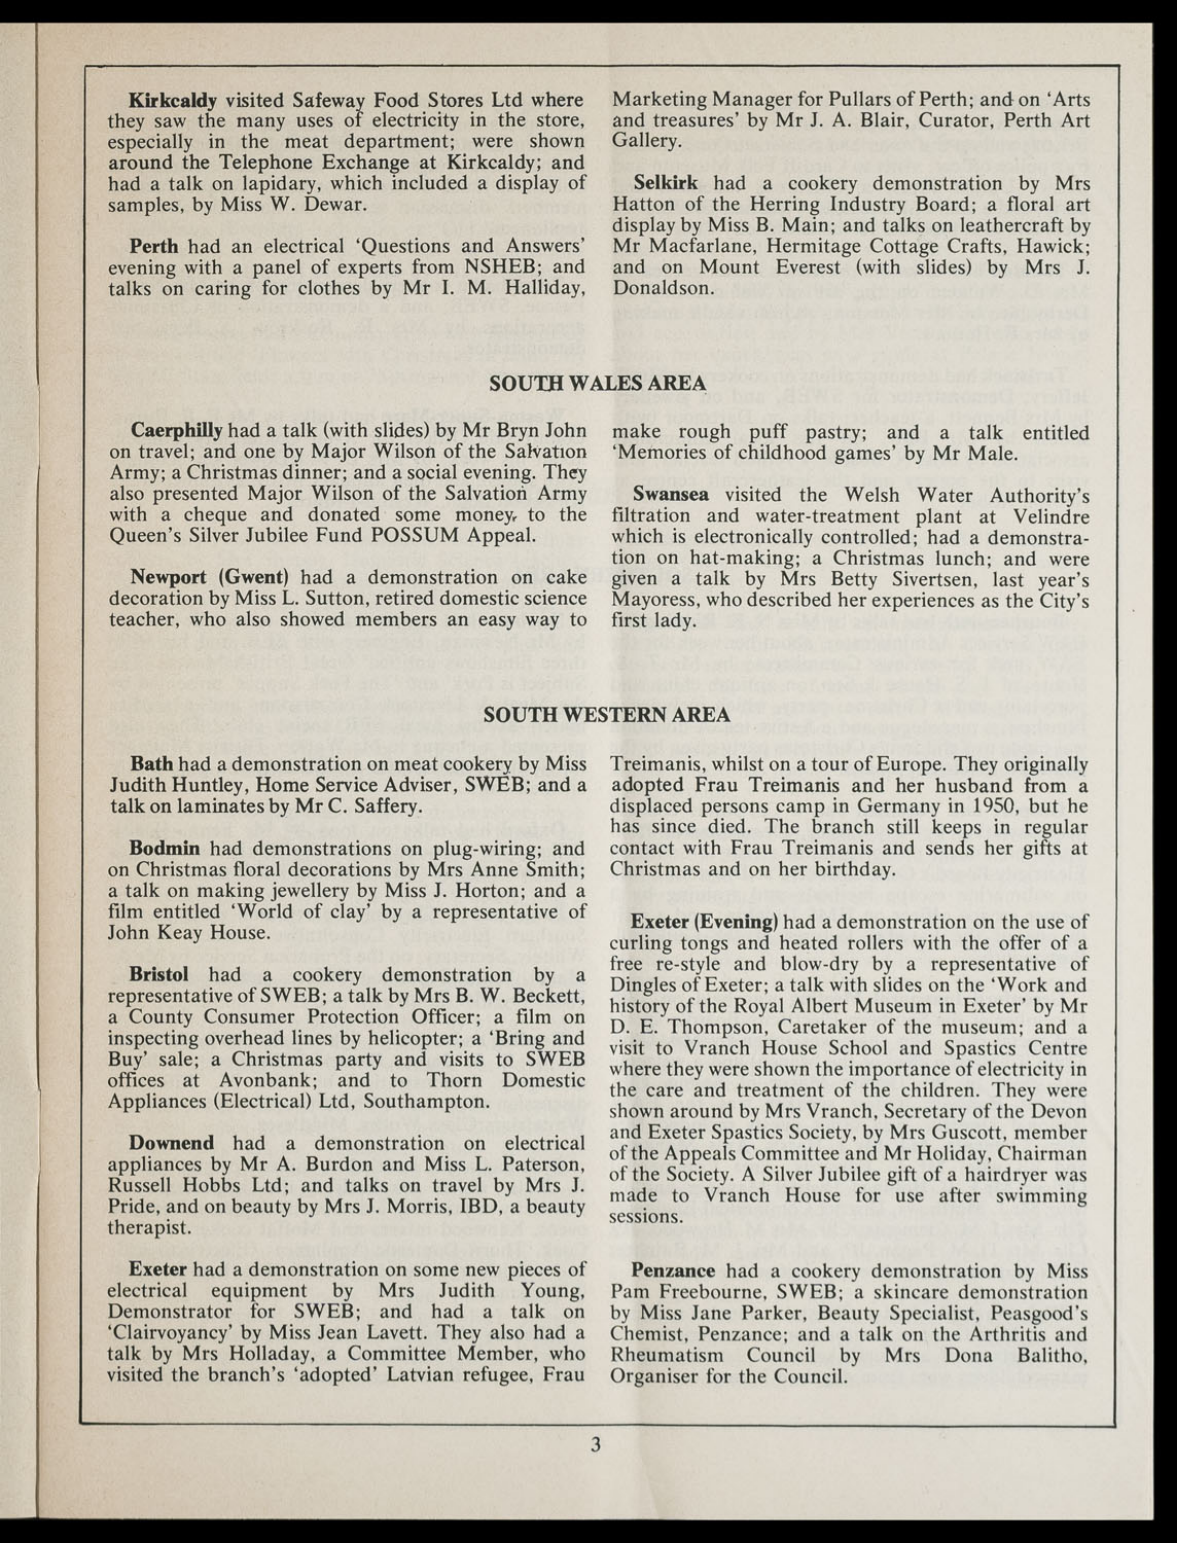 Kirkcaldy visited Safeway Food Stores Ltd where
they saw the many uses of electricity in the store,
especially in the meat department; were shown
around the Telephone Exchange at Kirkcaldy; and
had a talk on lapidary, which included a display of
samples, by Miss W. Dewar.
Perth had an electrical ‘Questions and Answers’
evening with a panel of experts from NSHEB; and
talks on caring for clothes by Mr I. M. Halliday,
Marketing Manager for Pullars of Perth; and on ‘Arts
and treasures’ by Mr J. A. Blair, Curator, Perth Art
Gallery.
Selkirk had a cookery demonstration by Mrs
Hatton of the Herring Industry Board; a floral art
display by Miss B. Main; and talks on leathercraft by
Mr Macfarlane, Hermitage Cottage Crafts, Hawick;
and on Mount Everest (with slides) by Mrs J.
Donaldson.
SOUTH WALES AREA
Caerphilly had a talk (with slides) by Mr Bryn John
on travel; and one by Major Wilson of the Salvation
Army; a Christmas dinner; and a social evening. They
also presented Major Wilson of the Salvation Army
with a cheque and donated some money, to the
Queen’s Silver Jubilee Fund POSSUM Appeal.
Newport (Gwent) had a demonstration on cake
decoration by Miss L. Sutton, retired domestic science
teacher, who also showed members an easy way to
make rough puff pastry; and a talk entitled
‘Memories of childhood games’ by Mr Male.
Swansea visited the Welsh Water Authority’s
filtration and water-treatment plant at Velindre
which is electronically controlled; had a demonstra-
tion on hat-making; a Christmas lunch; and were
given a talk by Mrs Betty Sivertsen, last year’s
Mayoress, who described her experiences as the City’s
first lady.
SOUTH WESTERN AREA
Bath had a demonstration on meat cookery by Miss
Judith Huntley, Home Service Adviser, SWEB; and a
talk on laminates by Mr C. Saffery.
Bodmin had demonstrations on plug-wiring; and
on Christmas floral decorations by Mrs Anne Smith;
a talk on making jewellery by Miss J. Horton; and a
film entitled ‘World of clay’ by a representative of
John Keay House.
Bristol had a cookery demonstration by a
representative of SWEB; a talk by Mrs B. W. Beckett,
a County Consumer Protection Officer; a film on
inspecting overhead lines by helicopter; a ‘Bring and
Buy’ sale; a Christmas party and visits to SWEB
offices at Avonbank; and to Thorn Domestic
Appliances (Electrical) Ltd, Southampton.
Downend had a demonstration on electrical
appliances by Mr A. Burdon and Miss L. Paterson,
Russell Hobbs Ltd; and talks on travel by Mrs J.
Pride, and on beauty by Mrs J. Morris, IBD, a beauty
therapist.
Exeter had a demonstration on some new pieces of
electrical equipment by Mrs Judith Young,
Demonstrator for SWEB; and had a talk on
‘Clairvoyancy’ by Miss Jean Lavett. They also had a
talk by Mrs Holladay, a Committee Member, who
visited the branch’s ‘adopted’ Latvian refugee, Frau
Treimanis, whilst on a tour of Europe. They originally
adopted Frau Treimanis and her husband from a
displaced persons camp in Germany in 1950, but he
has since died. The branch still keeps in regular
contact with Frau Treimanis and sends her gifts at
Christmas and on her birthday.
Exeter (Evening) had a demonstration on the use of
curling tongs and heated rollers with the offer of a
free re-style and blow-dry by a representative of
Dingles of Exeter; a talk with slides on the ‘Work and
history of the Royal Albert Museum in Exeter’ by Mr
D. E. Thompson, Caretaker of the museum; and a
visit to Vranch House School and Spastics Centre
where they were shown the importance of electricity in
the care and treatment of the children. They were
shown around by Mrs Vranch, Secretary of the Devon
and Exeter Spastics Society, by Mrs Guscott, member
of the Appeals Committee and Mr Holiday, Chairman
of the Society. A Silver Jubilee gift of a hairdryer was
made to Vranch House for use after swimming
sessions.
Penzance had a cookery demonstration by Miss
Pam Freebourne, SWEB; a skincare demonstration
by Miss Jane Parker, Beauty Specialist, Peasgood’s
Chemist, Penzance; and a talk on the Arthritis and
Rheumatism Council by Mrs Dona Balitho,
Organiser for the Council.
3